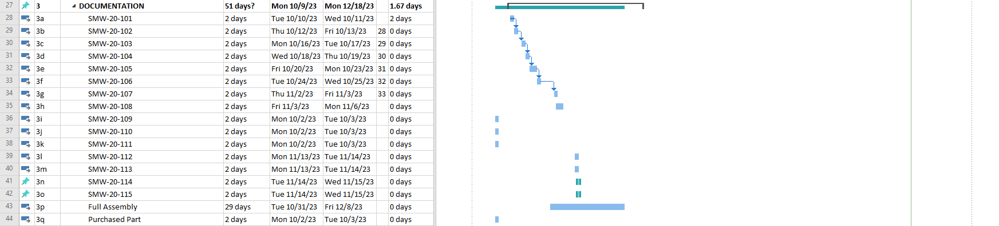 27 3 DOCUMENTATION 51 days? Mon 10/9/23 Mon 12/18/23 1.67 days
28 3a SMW-20-101 2 days Tue 10/10/23 Wed 10/11/23 2 days
29 3b SMW-20-102 2 days Thu 10/12/23 Fri 10/13/23 28 0 days
30 3c SMW-20-103 2 days Mon 10/16/23 Tue 10/17/23 29 0 days
31 3d SMW-20-104 2 days Wed 10/18/23 Thu 10/19/23 30 0 days
32 3e SMW-20-105 2 days Fri 10/20/23 Mon 10/23/23 31 0 days
33 3f SMW-20-106 2 days Tue 10/24/23 Wed 10/25/23 32 0 days
34 3g SMW-20-107 2 days Thu 11/2/23 Fri 11/3/23 33 0 days
35 3h SMW-20-108 2 days Fri 11/3/23 Mon 11/6/23 0 days
36 3i SMW-20-109 2 days Mon 10/2/23 Tue 10/3/23 0 days
37 3j SMW-20-110 2 days Mon 10/2/23 Tue 10/3/23 0 days
38 3k SMW-20-111 2 days Mon 10/2/23 Tue 10/3/23 0 days
39 3l SMW-20-112 2 days Mon 11/13/23 Tue 11/14/23 0 days
40 3m SMW-20-113 2 days Mon 11/13/23 Tue 11/14/23 0 days
41 3n SMW-20-114 2 days Tue 11/14/23 Wed 11/15/23 0 days
42 3o SMW-20-115 2 days Tue 11/14/23 Wed 11/15/23 0 days
43 3p Full Assembly 29 days Tue 10/31/23 Fri 12/8/23 0 days
44 3q Purchased Part 2 days Mon 10/2/23 Tue 10/3/23 0 days